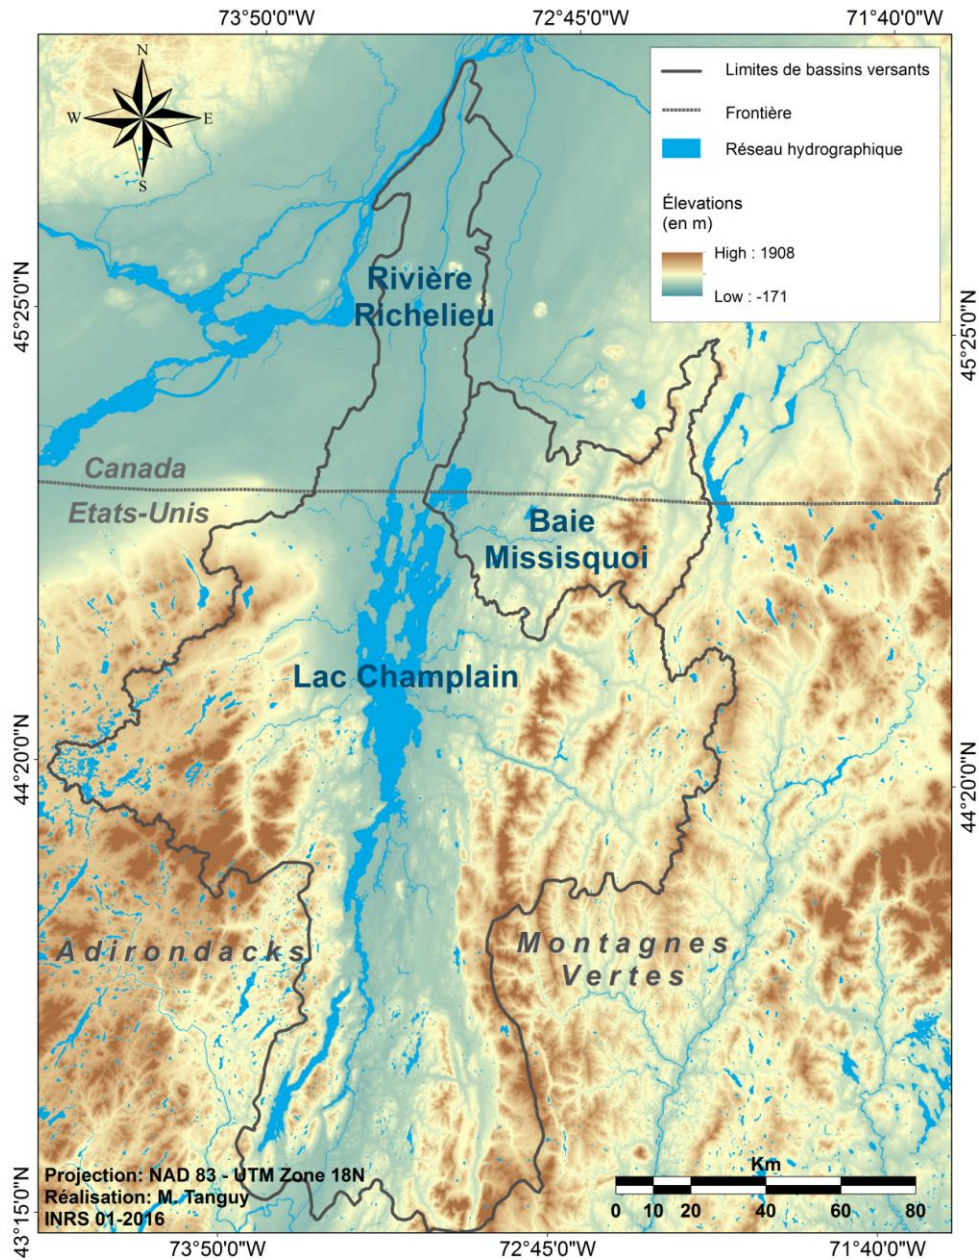 73°50'0"W
72°45'0"W
71°40'0"W
N
W
E
S
Limites de bassins versants
Frontière
Réseau hydrographique
Élevations
(en m)
High : 1908
Low : -171
45°25'0"N
45°25'0"N
Rivière
Richelieu
Canada
Etats-Unis
Baie
Missisquoi
Lac Champlain
44°20'0"N
44°20'0"N
Adirondacks
Montagnes
Vertes
Projection: NAD 83 - UTM Zone 18N
Réalisation: M. Tanguy
INRS 01-2016
Km
0 10 20 40 60 80
43°15'0"N
73°50'0"W
72°45'0"W
71°40'0"W